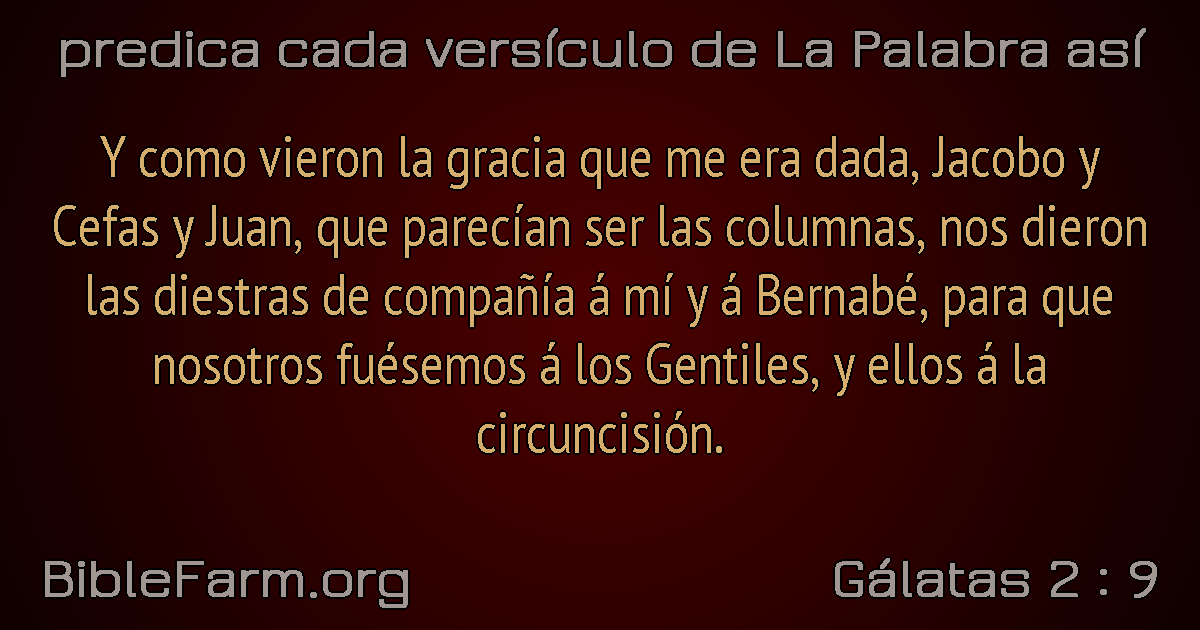 predica cada versículo de La Palabra así
Y como vieron la gracia que me era dada, Jacobo y
Cefas y Juan, que parecían ser las columnas, nos dieron
las diestras de compañía á mí y á Bernabé, para que
nosotros fuésemos á los Gentiles, y ellos á la
circuncisión.
BibleFarm.org
Gálatas 2 : 9